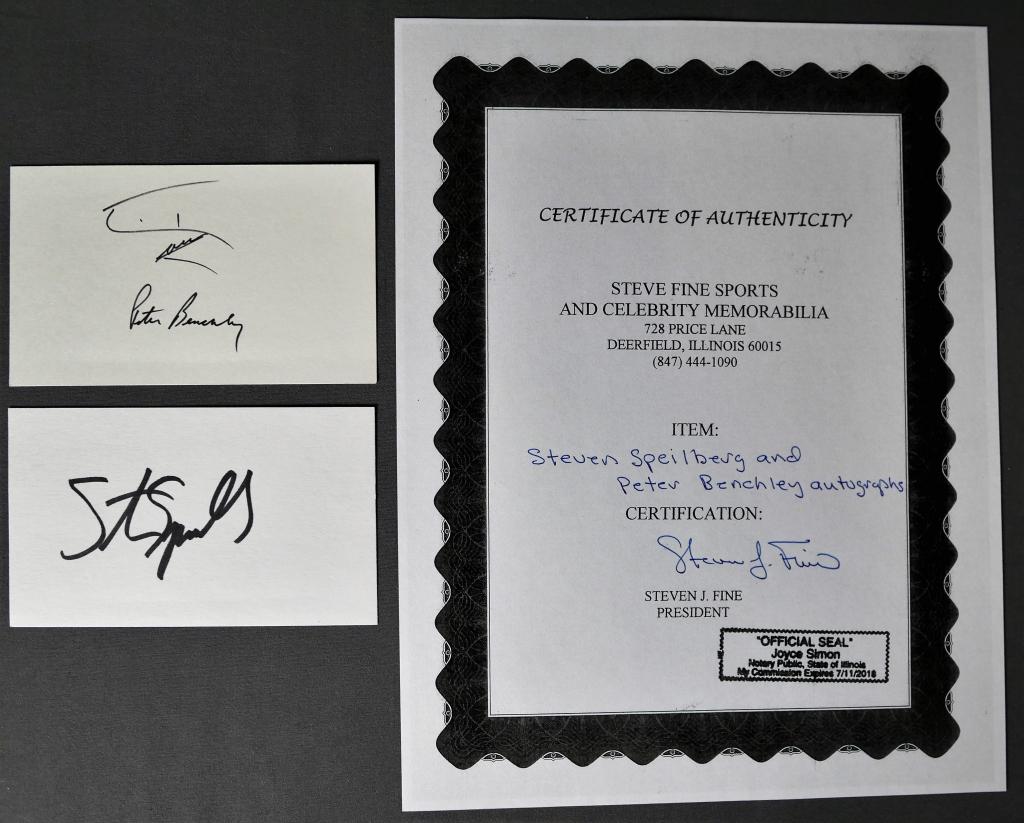 Peter Benchley
CERTIFICATE OF AUTHENTICITY
STEVE FINE SPORTS
AND CELEBRITY MEMORABILIA
728 PRICE LANE
DEERFIELD, ILLINOIS 60015
(847) 444-1090
ITEM:
Steven Speilberg and
Peter Benchley autographs
CERTIFICATION:
Steven J. Fine
STEVEN J. FINE
PRESIDENT
"OFFICIAL SEAL"
Joyce Simon
Notary Public, State of Illinois
My Commission Expires 7/11/2018